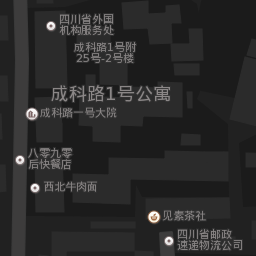 四川省外国
机构服务处
成科路1号附
25号-2号楼
成科路1号公寓
成科路一号大院
八零九零
后快餐店
西北牛肉面
见素茶社
四川省邮政
速递物流公司